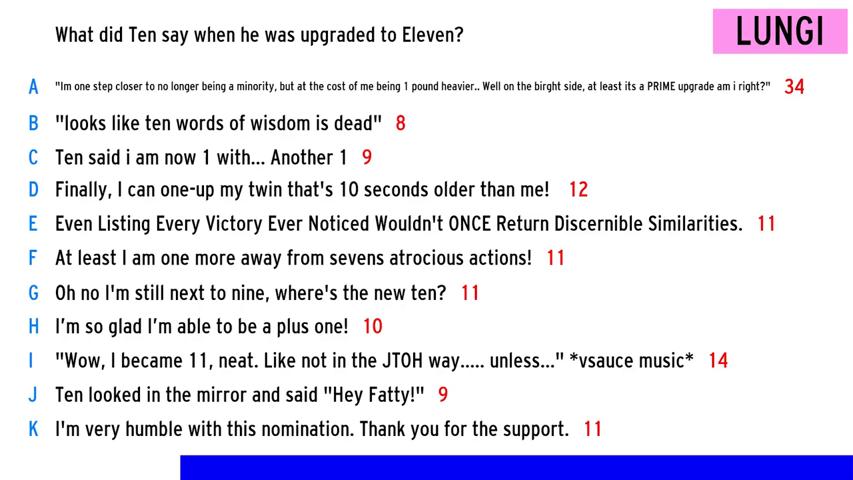 What did Ten say when he was upgraded to Eleven?
LUNGI
A "Im one step closer to no longer being a minority, but at the cost of me being 1 pound heavier.. Well on the birght side, at least its a PRIME upgrade am i right?" 34
B "looks like ten words of wisdom is dead" 8
C Ten said i am now 1 with... Another 1 9
D Finally, I can one-up my twin that's 10 seconds older than me! 12
E Even Listing Every Victory Ever Noticed Wouldn't ONCE Return Discernible Similarities. 11
F At least I am one more away from sevens atrocious actions! 11
G Oh no I'm still next to nine, where's the new ten? 11
H I’m so glad I’m able to be a plus one! 10
I "Wow, I became 11, neat. Like not in the JTOH way..... unless..." *vsauce music* 14
J Ten looked in the mirror and said "Hey Fatty!" 9
K I'm very humble with this nomination. Thank you for the support. 11